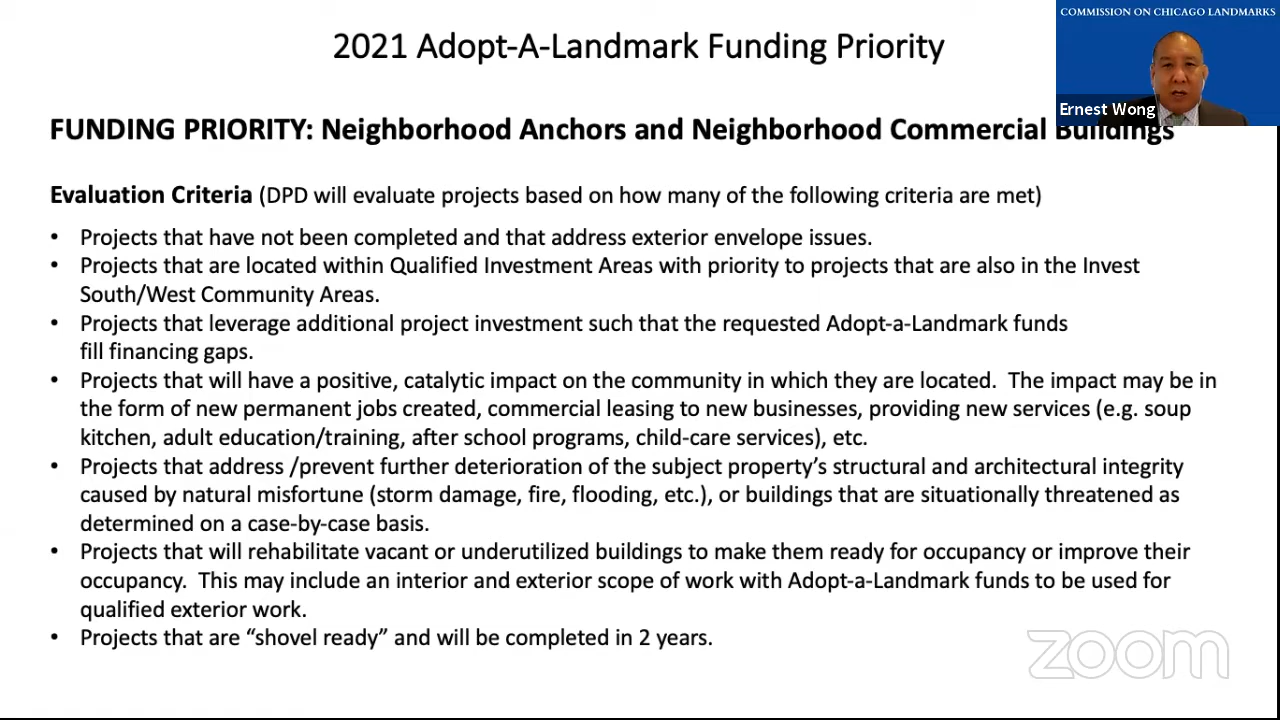 COMMISSION ON CHICAGO LANDMARKS
2021 Adopt-A-Landmark Funding Priority
Ernest Wong
FUNDING PRIORITY: Neighborhood Anchors and Neighborhood Commercial Buildings
Evaluation Criteria (DPD will evaluate projects based on how many of the following criteria are met)
• Projects that have not been completed and that address exterior envelope issues.
• Projects that are located within Qualified Investment Areas with priority to projects that are also in the Invest
South/West Community Areas.
• Projects that leverage additional project investment such that the requested Adopt-a-Landmark funds
fill financing gaps.
• Projects that will have a positive, catalytic impact on the community in which they are located.  The impact may be in
the form of new permanent jobs created, commercial leasing to new businesses, providing new services (e.g. soup
kitchen, adult education/training, after school programs, child-care services), etc.
• Projects that address /prevent further deterioration of the subject property’s structural and architectural integrity
caused by natural misfortune (storm damage, fire, flooding, etc.), or buildings that are situationally threatened as
determined on a case-by-case basis.
• Projects that will rehabilitate vacant or underutilized buildings to make them ready for occupancy or improve their
occupancy.  This may include an interior and exterior scope of work with Adopt-a-Landmark funds to be used for
qualified exterior work.
• Projects that are “shovel ready” and will be completed in 2 years.
zoom